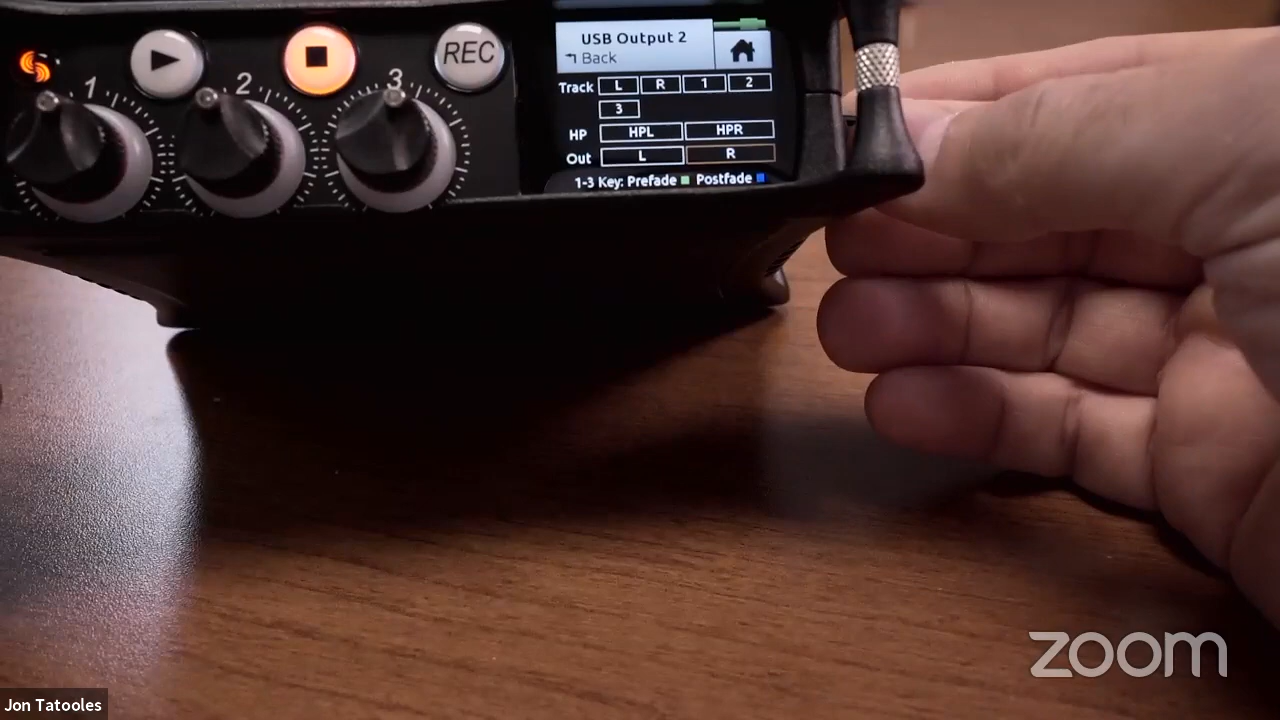 1
2
3
REC
USB Output 2
Back
Track L R 1 2
3
HP HPL HPR
Out L R
1-3 Key: Prefade Postfade
zoom
Jon Tatooles